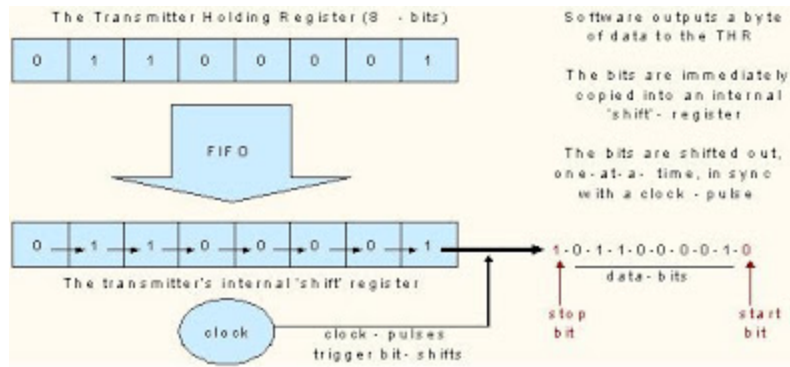 The Transmitter Holding Register (8 - bits)
0 1 1 0 0 0 0 1
FIFO
0 1 1 0 0 0 0 1
The transmitter's internal 'shift' register
clock
clock - pulses
trigger bit- shifts
Software outputs a byte
of data to the THR
The bits are immediately
copied into an internal
'shift'- register
The bits are shifted out,
one-at-a- time, in sync
with a clock - pulse
1-0-1-1-0-0-0-0-1-0
data- bits
stop
bit
start
bit